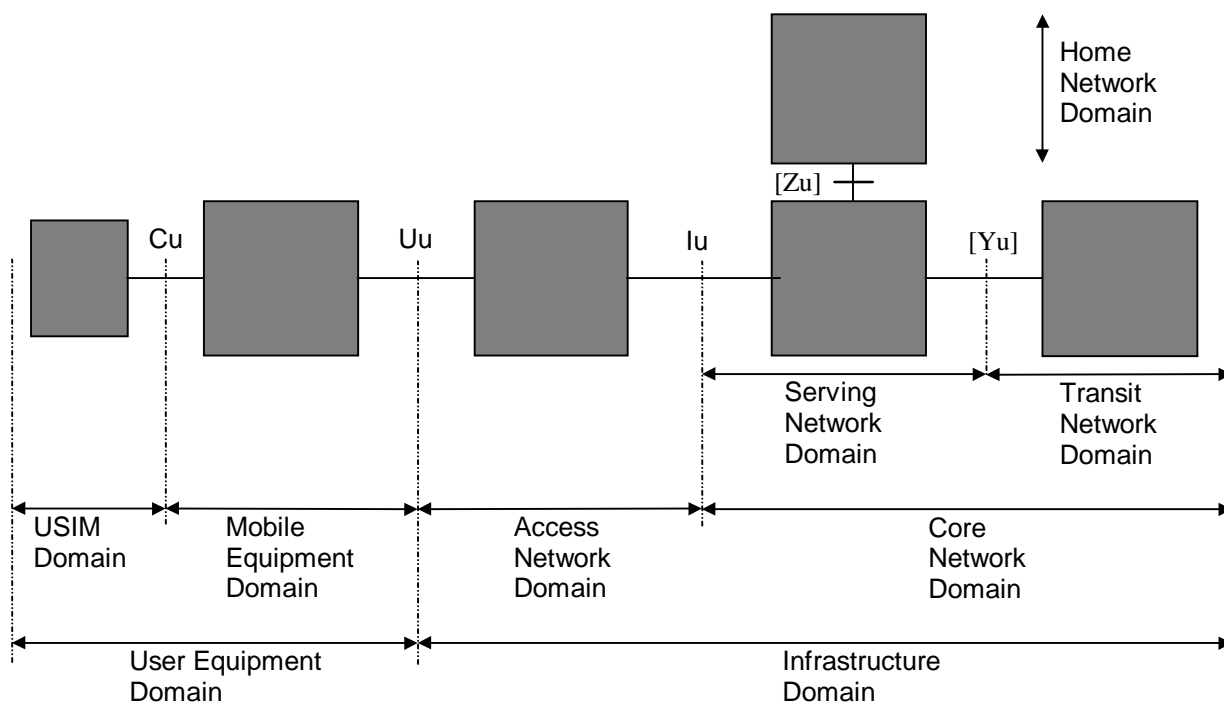 Home
Network
Domain
[Zu]
Cu
Uu
Iu
[Yu]
Serving
Network
Domain
Transit
Network
Domain
USIM
Domain
Mobile
Equipment
Domain
Access
Network
Domain
Core
Network
Domain
User Equipment
Domain
Infrastructure
Domain